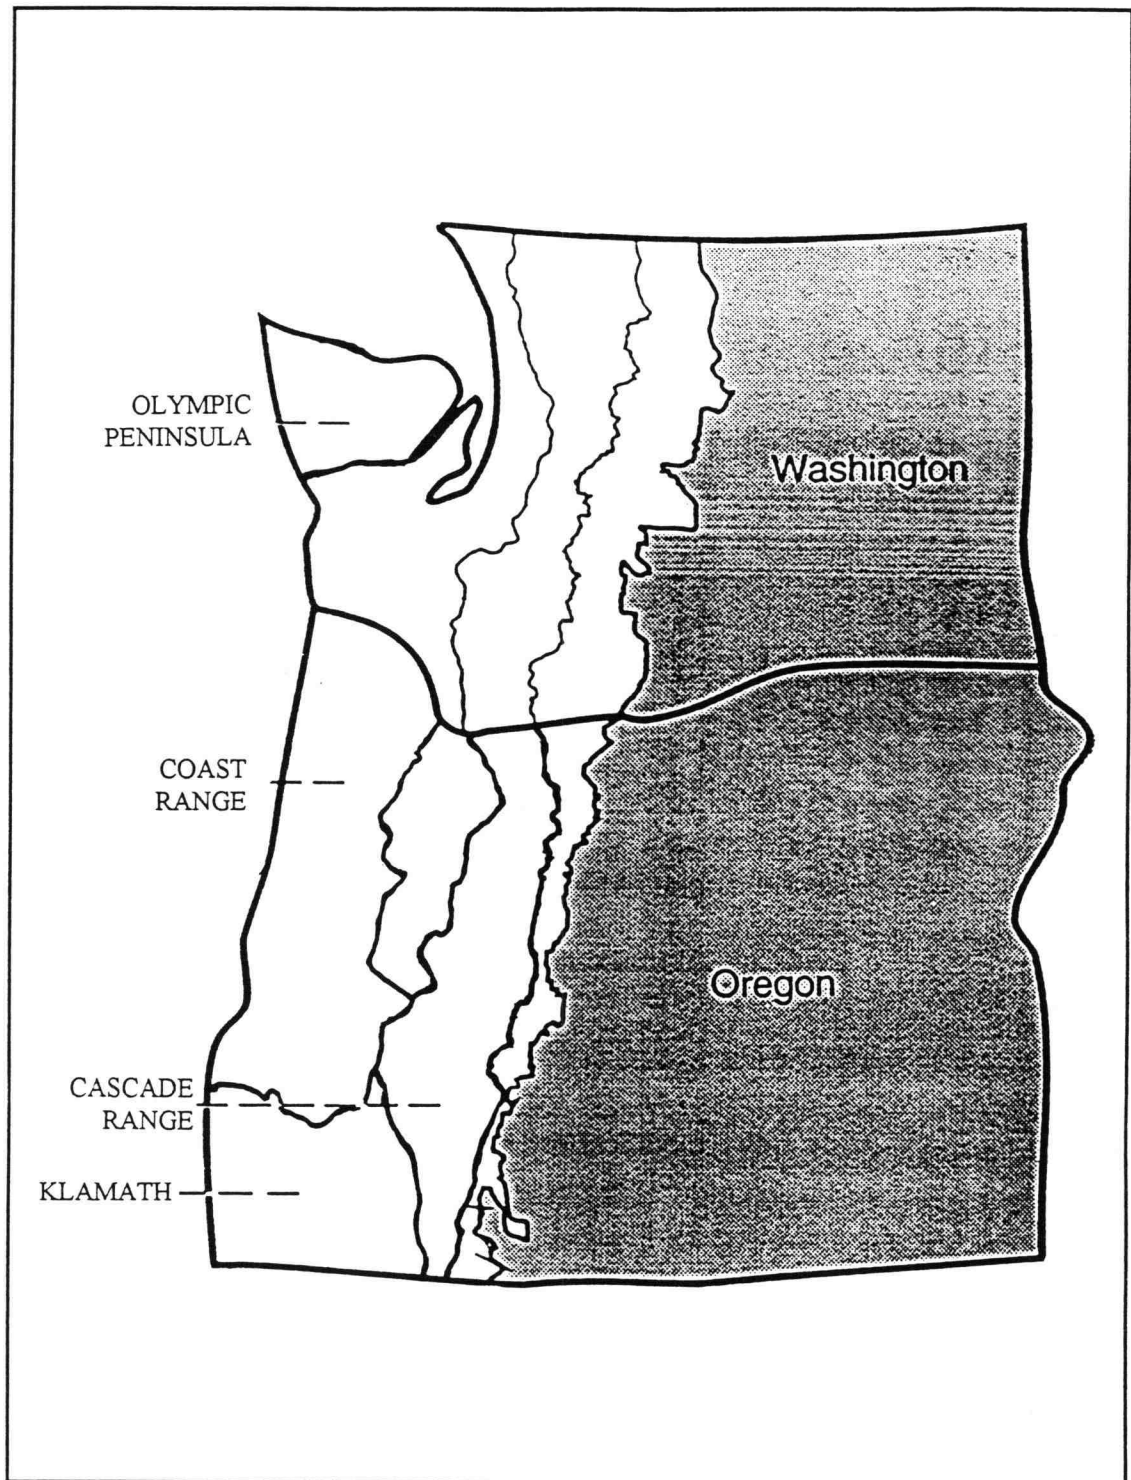 OLYMPIC
PENINSULA
Washington
COAST
RANGE
Oregon
CASCADE
RANGE
KLAMATH